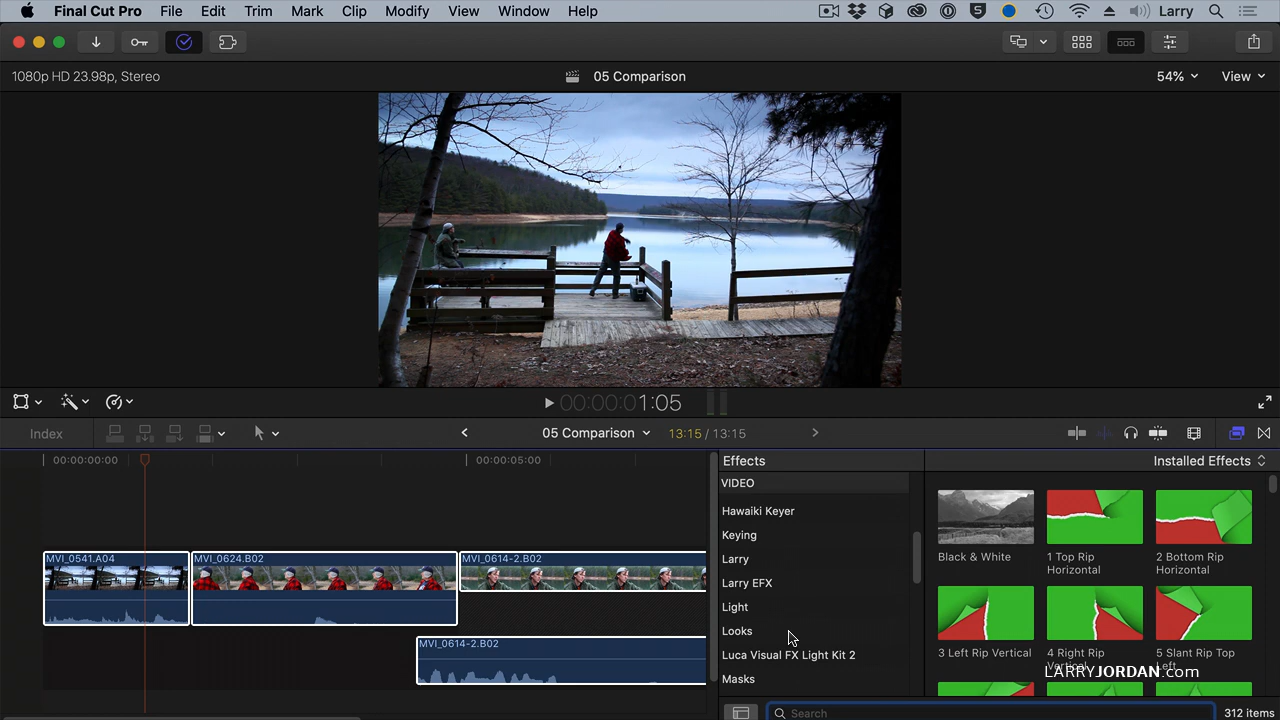 Final Cut Pro File Edit Trim Mark Clip Modify View Window Help Larry
1080p HD 23.98p, Stereo 05 Comparison 54% View
00:00:01:05
Index 05 Comparison 13:15 / 13:15
00:00:00:00 00:00:05:00
MVI_0541.A04 MVI_0624.B02 MVI_0614-2.B02
MVI_0614-2.B02
Effects Installed Effects
VIDEO
Hawaiki Keyer
Keying
Larry
Larry EFX
Light
Looks
Luca Visual FX Light Kit 2
Masks
Black & White
1 Top Rip
Horizontal
2 Bottom Rip
Horizontal
3 Left Rip Vertical
4 Right Rip
Vertical
5 Slant Rip Top
Left
LARRYJORDAN.com
Search 312 items